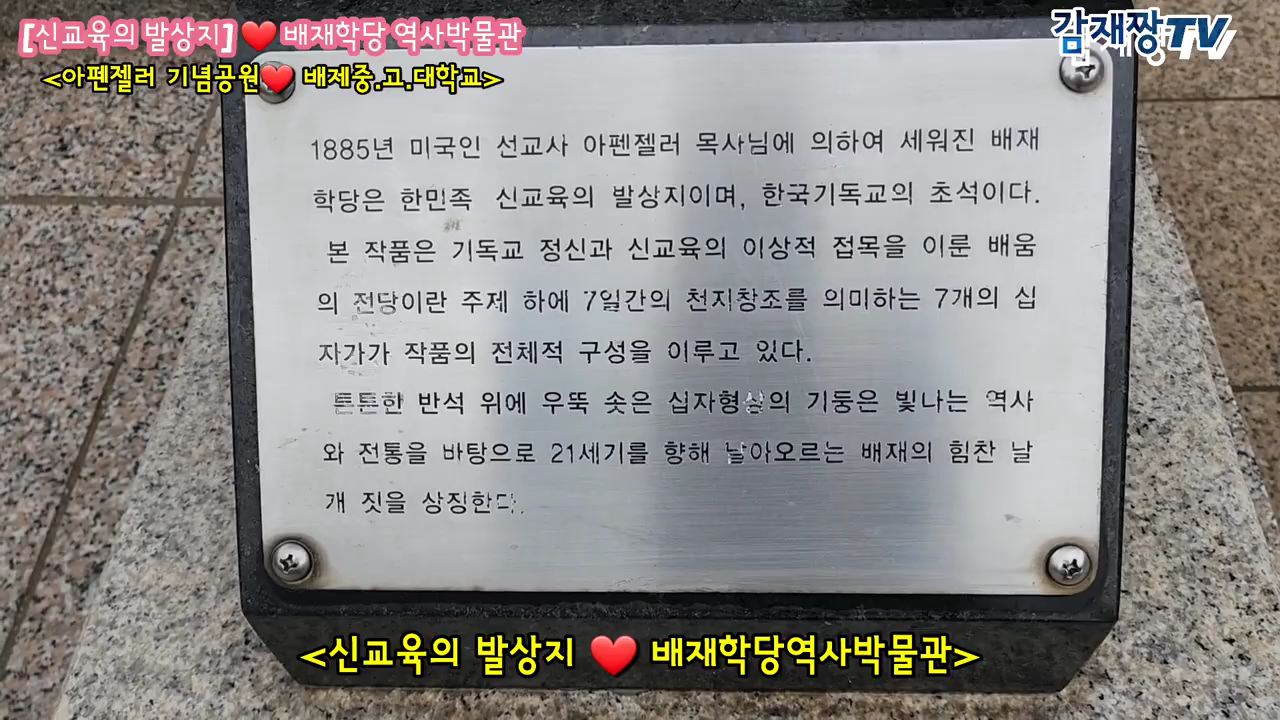 [신교육의 발상지]❤️배재학당 역사박물관
<아펜젤러 기념공원❤️ 배제중.고.대학교>
감재짱TV
1885년 미국인 선교사 아펜젤러 목사님에 의하여 세워진 배재
학당은 한민족 신교육의 발상지이며, 한국기독교의 초석이다.
본 작품은 기독교 정신과 신교육의 이상적 접목을 이룬 배움
의 전당이란 주제 하에 7일간의 천지창조를 의미하는 7개의 십
자가가 작품의 전체적 구성을 이루고 있다.
튼튼한 반석 위에 우뚝 솟은 십자형상의 기둥은 빛나는 역사
와 전통을 바탕으로 21세기를 향해 날아오르는 배재의 힘찬 날
개 짓을 상징한다.
<신교육의 발상지 ❤️ 배재학당역사박물관>